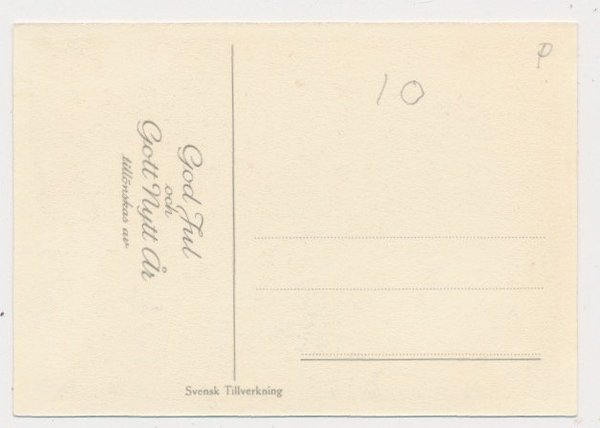 God Jul
och
Gott Nytt År
tillönskas av
P
10
Svensk Tillverkning